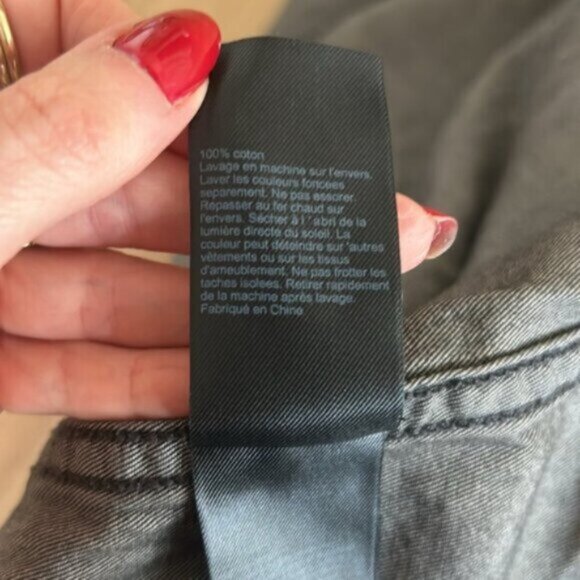 100% coton
Lavage en machine sur l'envers.
Laver les couleurs foncées
separement. Ne pas essorer.
Repasser au fer chaud sur
l'envers. Sécher à l ' abri de la
lumière directe du soleil. La
couleur peut déteindre sur 'autres
vêtements ou sur les tissus
d'ameublement. Ne pas frotter les
taches isolees. Retirer rapidement
de la machine après lavage.
Fabriqué en China